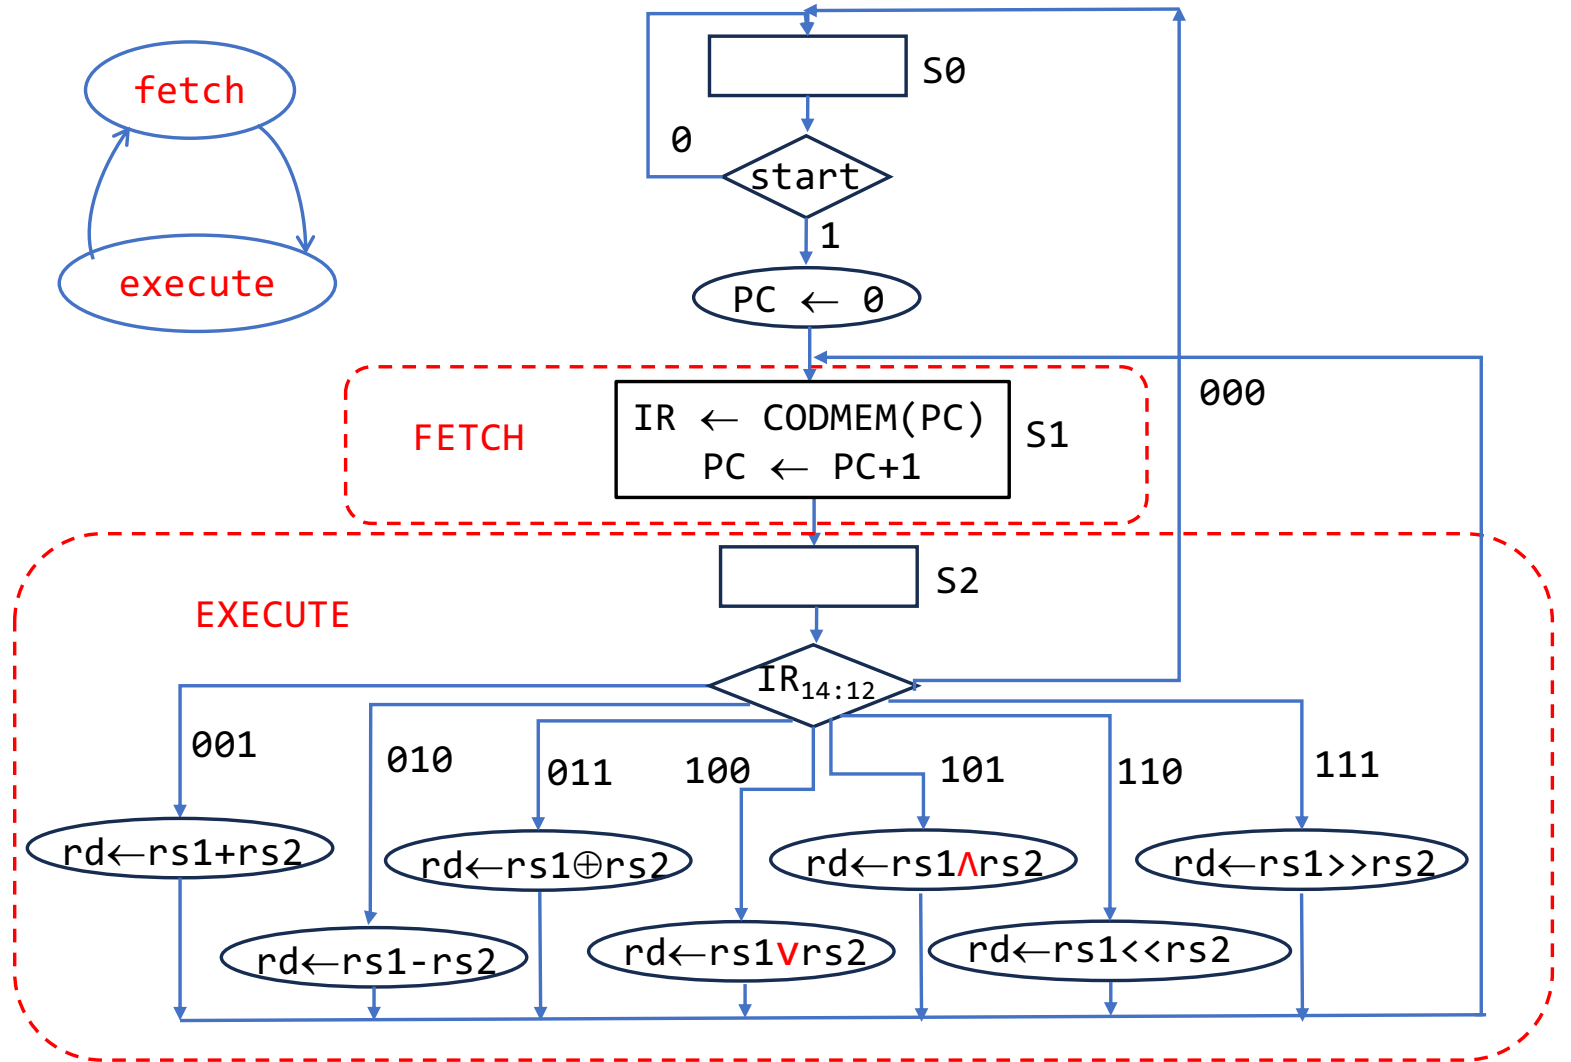 fetch
execute
S0
0
start
1
PC ← 0
000
FETCH
IR ← CODMEM(PC)
PC ← PC+1
S1
S2
EXECUTE
IR14:12
001
010
011
100
101
110
111
rd←rs1+rs2
rd←rs1⊕rs2
rd←rs1∧rs2
rd←rs1>>rs2
rd←rs1-rs2
rd←rs1∨rs2
rd←rs1<<rs2